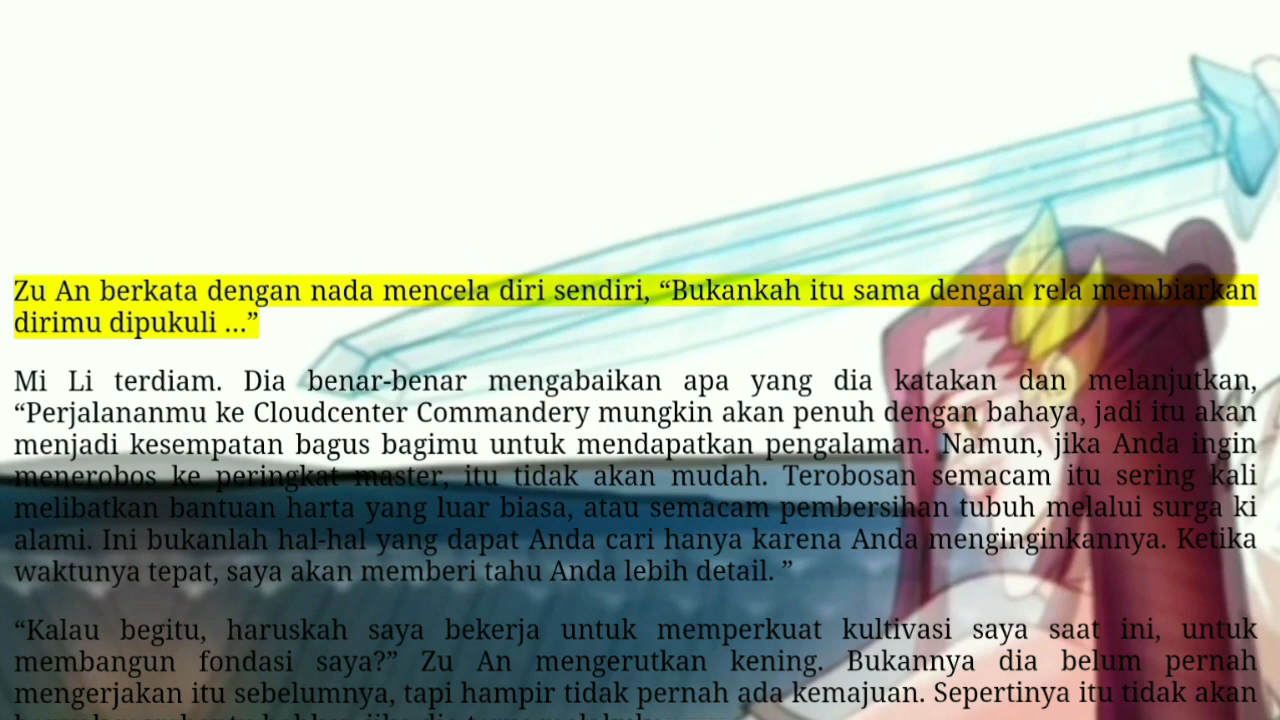 Zu An berkata dengan nada mencela diri sendiri, “Bukankah itu sama dengan rela membiarkan
dirimu dipukuli ...”
Mi Li terdiam. Dia benar-benar mengabaikan apa yang dia katakan dan melanjutkan,
“Perjalananmu ke Cloudcenter Commandery mungkin akan penuh dengan bahaya, jadi itu akan
menjadi kesempatan bagus bagimu untuk mendapatkan pengalaman. Namun, jika Anda ingin
menerobos ke peringkat master, itu tidak akan mudah. Terobosan semacam itu sering kali
melibatkan bantuan harta yang luar biasa, atau semacam pembersihan tubuh melalui surga ki
alami. Ini bukanlah hal-hal yang dapat Anda cari hanya karena Anda menginginkannya. Ketika
waktunya tepat, saya akan memberi tahu Anda lebih detail. ”
“Kalau begitu, haruskah saya bekerja untuk memperkuat kultivasi saya saat ini, untuk
membangun fondasi saya?” Zu An mengerutkan kening. Bukannya dia belum pernah
mengerjakan itu sebelumnya, tapi hampir tidak pernah ada kemajuan. Sepertinya itu tidak akan